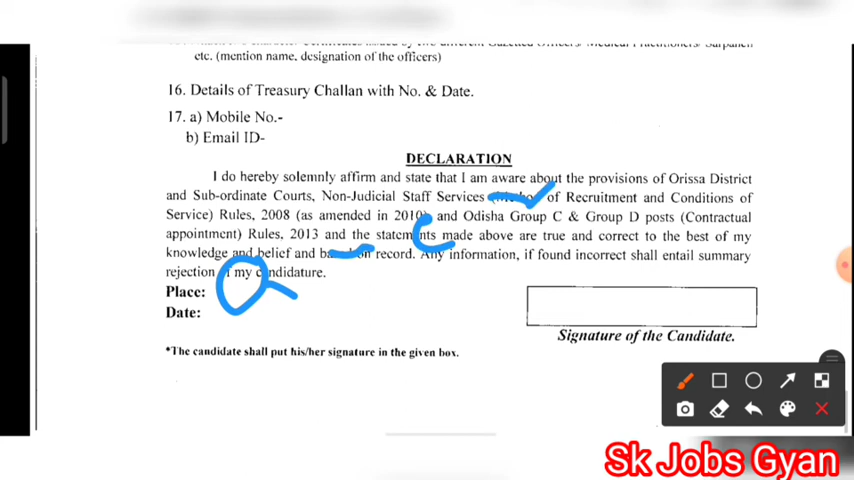 etc. (mention name, designation of the officers)
16. Details of Treasury Challan with No. & Date.
17. a) Mobile No.-
b) Email ID-
DECLARATION
I do hereby solemnly affirm and state that I am aware about the provisions of Orissa District
and Sub-ordinate Courts, Non-Judicial Staff Services (Method of Recruitment and Conditions of
Service) Rules, 2008 (as amended in 2010) and Odisha Group C & Group D posts (Contractual
appointment) Rules, 2013 and the statements made above are true and correct to the best of my
knowledge and belief and based on record. Any information, if found incorrect shall entail summary
rejection of my candidature.
Place:
Date:
Signature of the Candidate.
*The candidate shall put his/her signature in the given box.
Sk Jobs Gyan